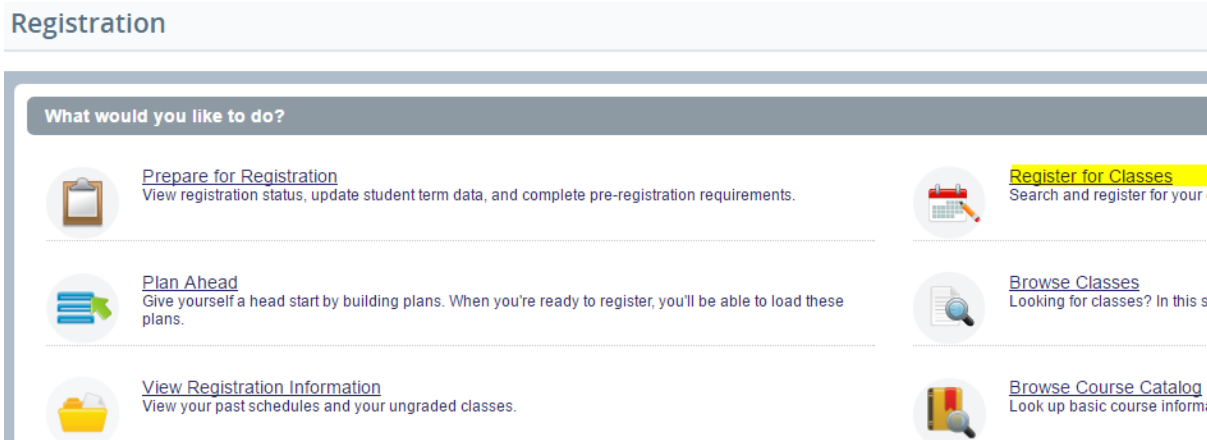 Registration
What would you like to do?
Prepare for Registration
View registration status, update student term data, and complete pre-registration requirements.
Register for Classes
Search and register for your
Plan Ahead
Give yourself a head start by building plans. When you're ready to register, you'll be able to load these
plans.
Browse Classes
Looking for classes? In this s
View Registration Information
View your past schedules and your ungraded classes.
Browse Course Catalog
Look up basic course informa